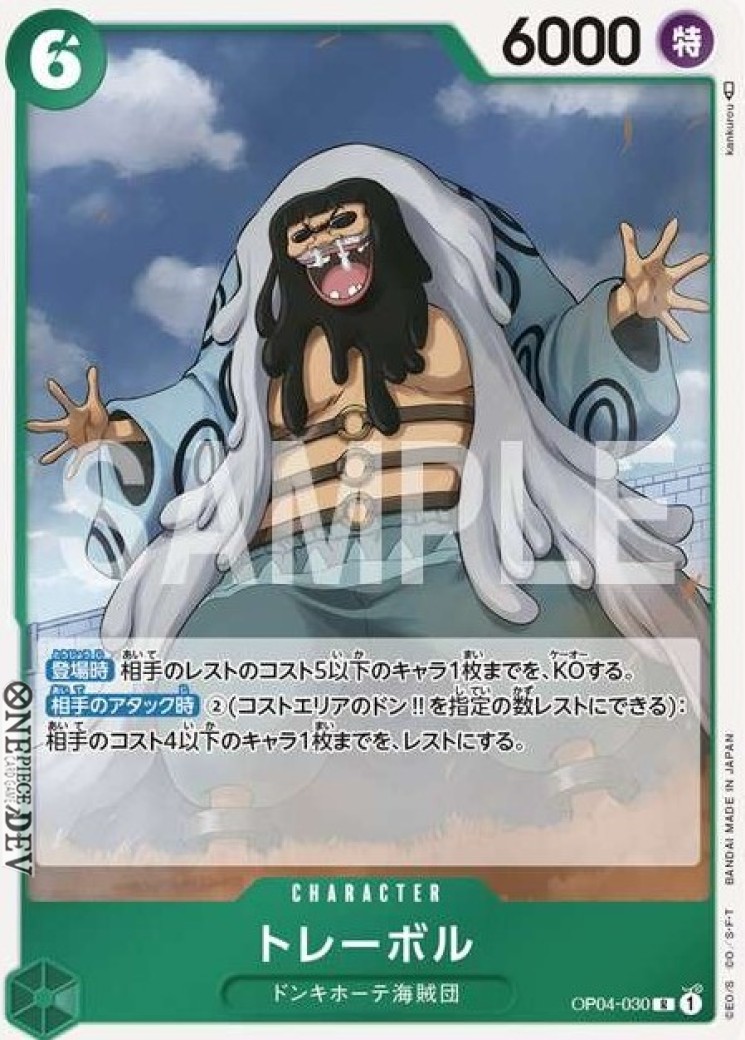 6
6000 特
kankurou
SAMPLE
登場時 相手のレストのコスト5以下のキャラ1枚までを、KOする。
相手のアタック時 ②(コストエリアのドン!!を指定の数レストにできる):
相手のコスト4以下のキャラ1枚までを、レストにする。
ONE PIECE/DEV
CARD GAME
CHARACTER
トレーボル
ドンキホーテ海賊団
OP04-030 R 1
©EO/S ©O/S・F・T BANDAI MADE IN JAPAN